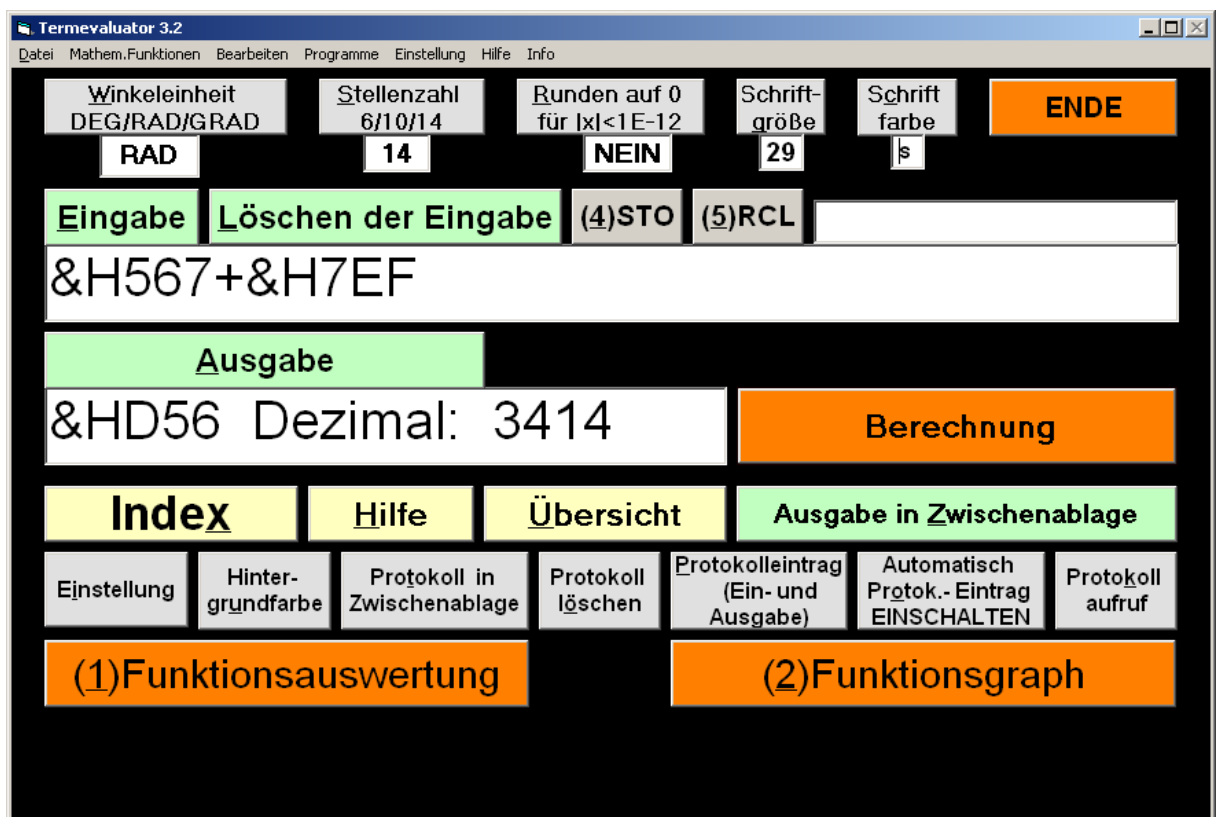 Termevaluator 3.2
Datei Mathem.Funktionen Bearbeiten Programme Einstellung Hilfe Info
Winkeleinheit
DEG/RAD/GRAD
RAD
Stellenzahl
6/10/14
14
Runden auf 0
für |x|<1E-12
NEIN
Schrift-
größe
29
Schrift
farbe
s
ENDE
Eingabe
Löschen der Eingabe
(4)STO
(5)RCL
&H567+&H7EF
Ausgabe
&HD56 Dezimal: 3414
Berechnung
Index
Hilfe
Übersicht
Ausgabe in Zwischenablage
Einstellung
Hinter-
grundfarbe
Protokoll in
Zwischenablage
Protokoll
löschen
Protokolleintrag
(Ein- und
Ausgabe)
Automatisch
Protok.- Eintrag
EINSCHALTEN
Protokoll
aufruf
(1)Funktionsauswertung
(2)Funktionsgraph